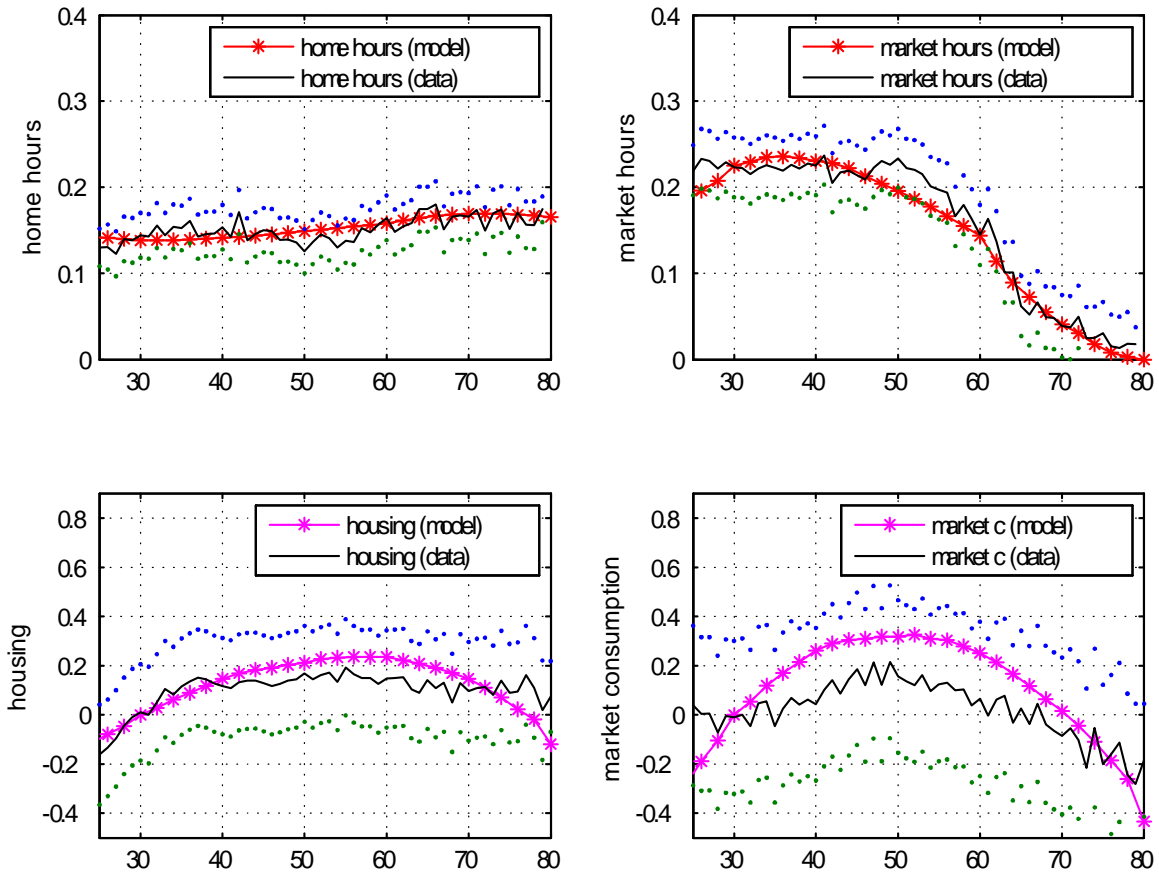 home hours (model)
home hours (data)
home hours
0.4
0.3
0.2
0.1
0
30 40 50 60 70 80
market hours (model)
market hours (data)
market hours
0.4
0.3
0.2
0.1
0
30 40 50 60 70 80
housing (model)
housing (data)
housing
0.8
0.6
0.4
0.2
0
-0.2
-0.4
30 40 50 60 70 80
market c (model)
market c (data)
market consumption
0.8
0.6
0.4
0.2
0
-0.2
-0.4
30 40 50 60 70 80